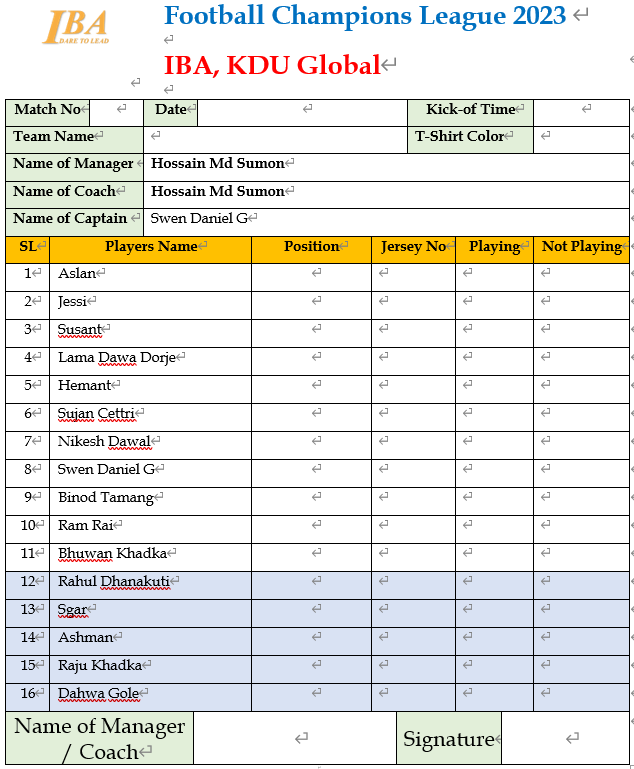 IBA
DARE TO LEAD
Football Champions League 2023
IBA, KDU Global
Match No Date Kick-of Time
Team Name T-Shirt Color
Name of Manager Hossain Md Sumon
Name of Coach Hossain Md Sumon
Name of Captain Swen Daniel G
SL Players Name Position Jersey No Playing Not Playing
1 Aslan
2 Jessi
3 Susant
4 Lama Dawa Dorje
5 Hemant
6 Sujan Cettri
7 Nikesh Dawal
8 Swen Daniel G
9 Binod Tamang
10 Ram Rai
11 Bhuwan Khadka
12 Rahul Dhanakuti
13 Sgar
14 Ashman
15 Raju Khadka
16 Dahwa Gole
Name of Manager
/ Coach Signature